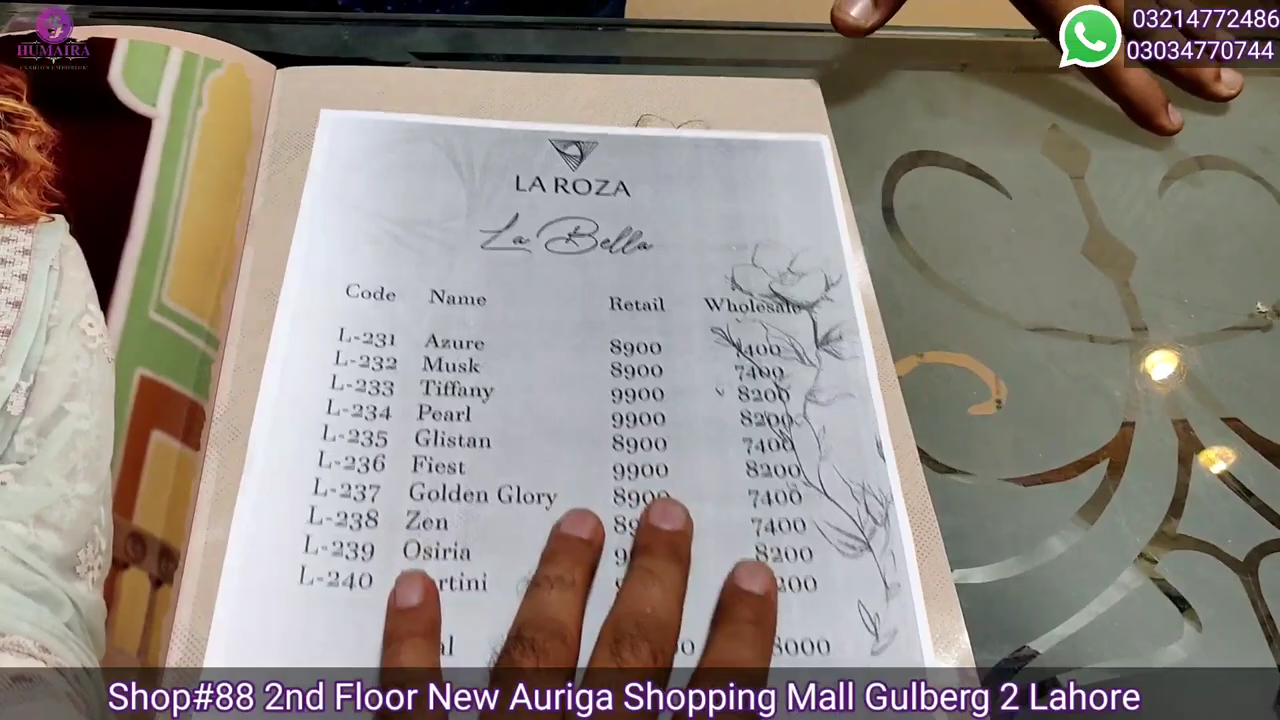 HUMAIRA
03214772486
03034770744
LA ROZA
La Bella
Code Name Retail Wholesale
L-231 Azure 8900 7400
L-232 Musk 8900 7400
L-233 Tiffany 9900 8200
L-234 Pearl 9900 8200
L-235 Glistan 8900 7400
L-236 Fiest 9900 8200
L-237 Golden Glory 8900 7400
L-238 Zen 7400
L-239 Osiria 8200
L-240
Shop#88 2nd Floor New Auriga Shopping Mall Gulberg 2 Lahore